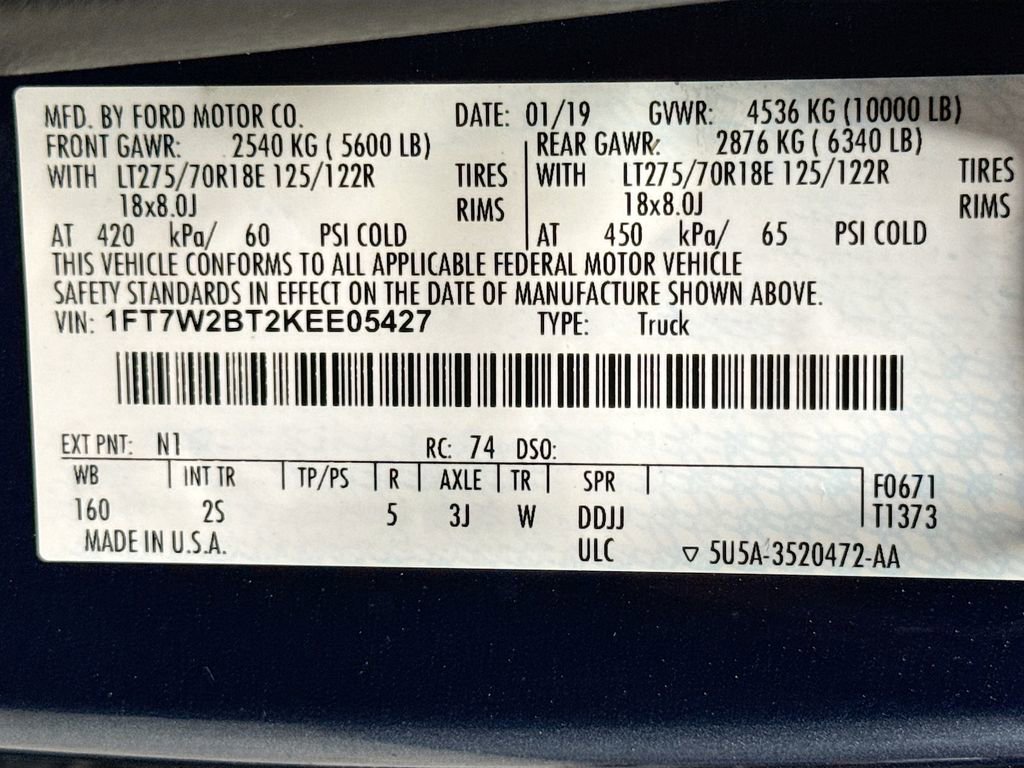 MFD. BY FORD MOTOR CO. DATE: 01/19 GVWR: 4536 KG (10000 LB)
FRONT GAWR: 2540 KG ( 5600 LB) REAR GAWR: 2876 KG ( 6340 LB)
WITH LT275/70R18E 125/122R TIRES WITH LT275/70R18E 125/122R TIRES
18x8.0J RIMS 18x8.0J RIMS
AT 420 kPa/ 60 PSI COLD AT 450 kPa/ 65 PSI COLD
THIS VEHICLE CONFORMS TO ALL APPLICABLE FEDERAL MOTOR VEHICLE
SAFETY STANDARDS IN EFFECT ON THE DATE OF MANUFACTURE SHOWN ABOVE.
VIN: 1FT7W2BT2KEE05427 TYPE: Truck
EXT PNT: N1 RC: 74 DSO:
WB INT TR TP/PS R AXLE TR SPR F0671
160 2S 5 3J W DDJJ T1373
MADE IN U.S.A. ULC ▽ 5U5A-3520472-AA